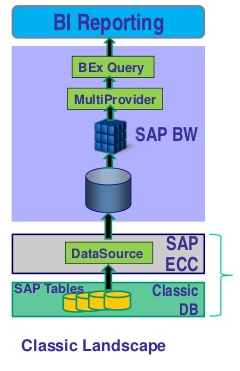 BI Reporting
BEx Query
MultiProvider
SAP BW
DataSource
SAP
ECC
SAP Tables
Classic
DB
Classic Landscape